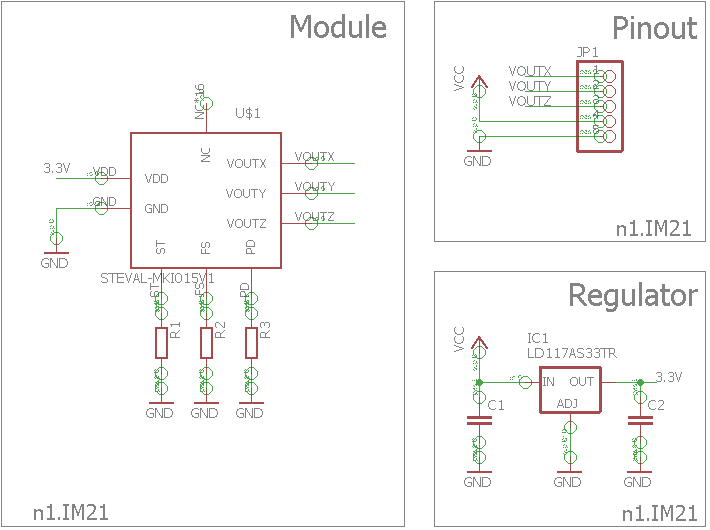 Module
NC*16
U$1
NC
3.3V
VDD
VDD
VOUTX
VOUTX
GND
GND
VOUTY
VOUTY
VOUTZ
VOUTZ
GND
ST
FS
PD
STEVAL-MKI015V1
ST
FS
PD
R1
R2
R3
GND
GND
GND
n1.IM21
Pinout
JP1
VCC
VOUTX
VOUTY
VOUTZ
GND
n1.IM21
Regulator
VCC
IC1
LD117AS33TR
IN
OUT
3.3V
ADJ
C1
C2
GND
GND
GND
n1.IM21